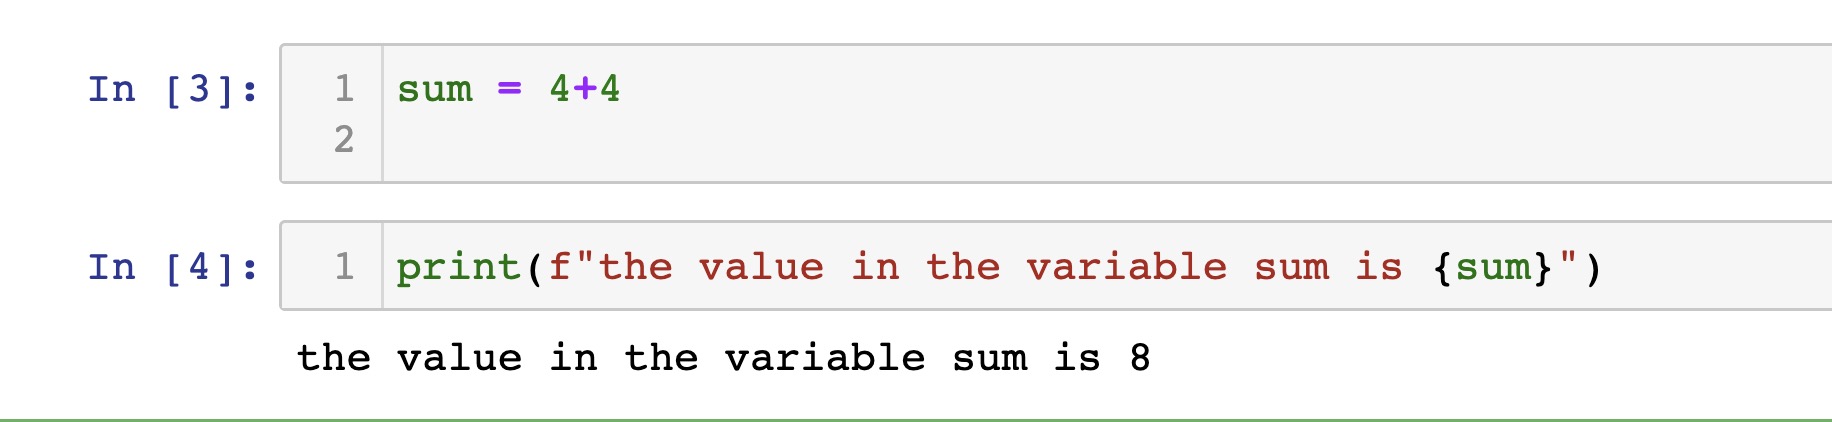 In [3]: 1 sum = 4+4
2
In [4]: 1 print(f"the value in the variable sum is {sum}")
the value in the variable sum is 8